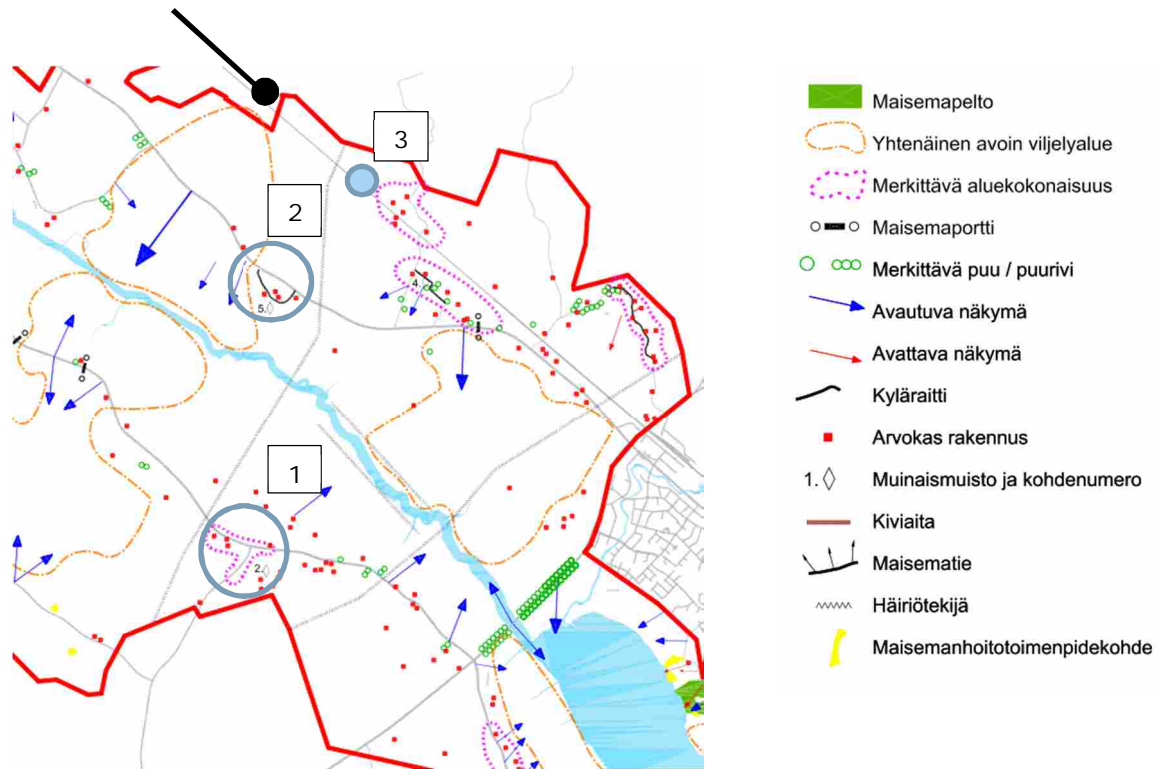 3
2
4.
5.
1
2.
Maisemapelto
Yhtenäinen avoin viljelyalue
Merkittävä aluekokonaisuus
Maisemaportti
Merkittävä puu / puurivi
Avautuva näkymä
Avattava näkymä
Kyläraitti
Arvokas rakennus
1. Muinaismuisto ja kohdenumero
Kiviaita
Maisematie
Häiriötekijä
Maisemanhoitotoimenpidekohde